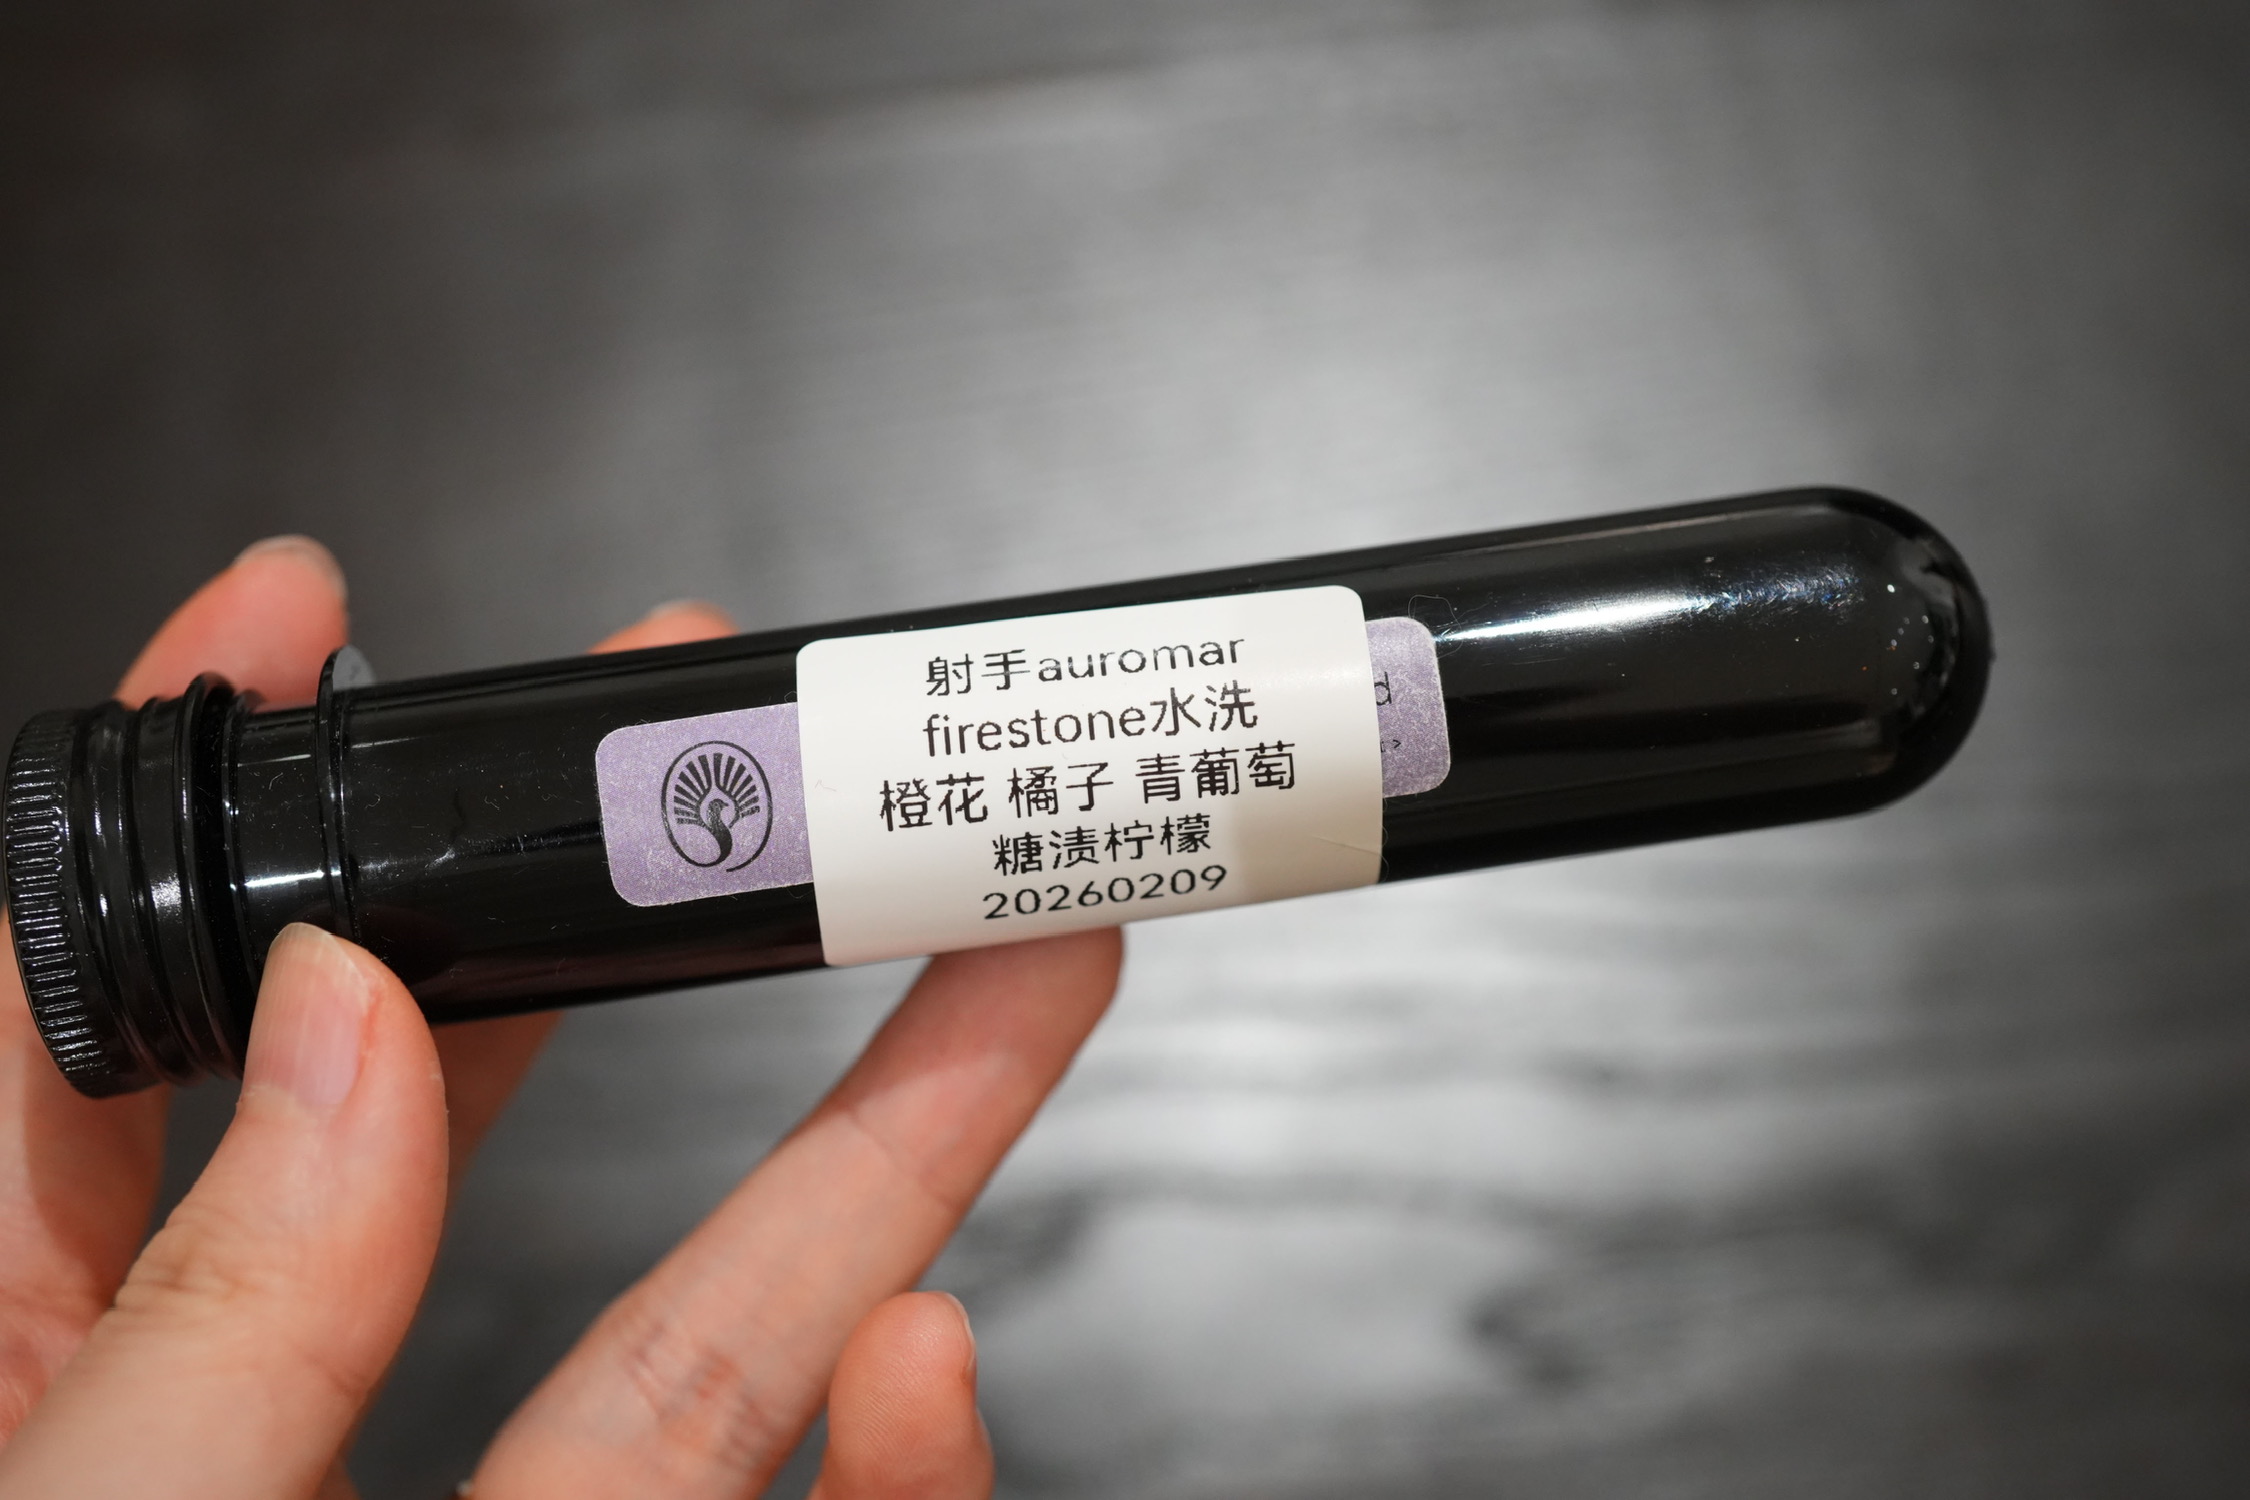 射手auromar
firestone水洗
橙花 橘子 青葡萄
糖渍柠檬
20260209
d
>